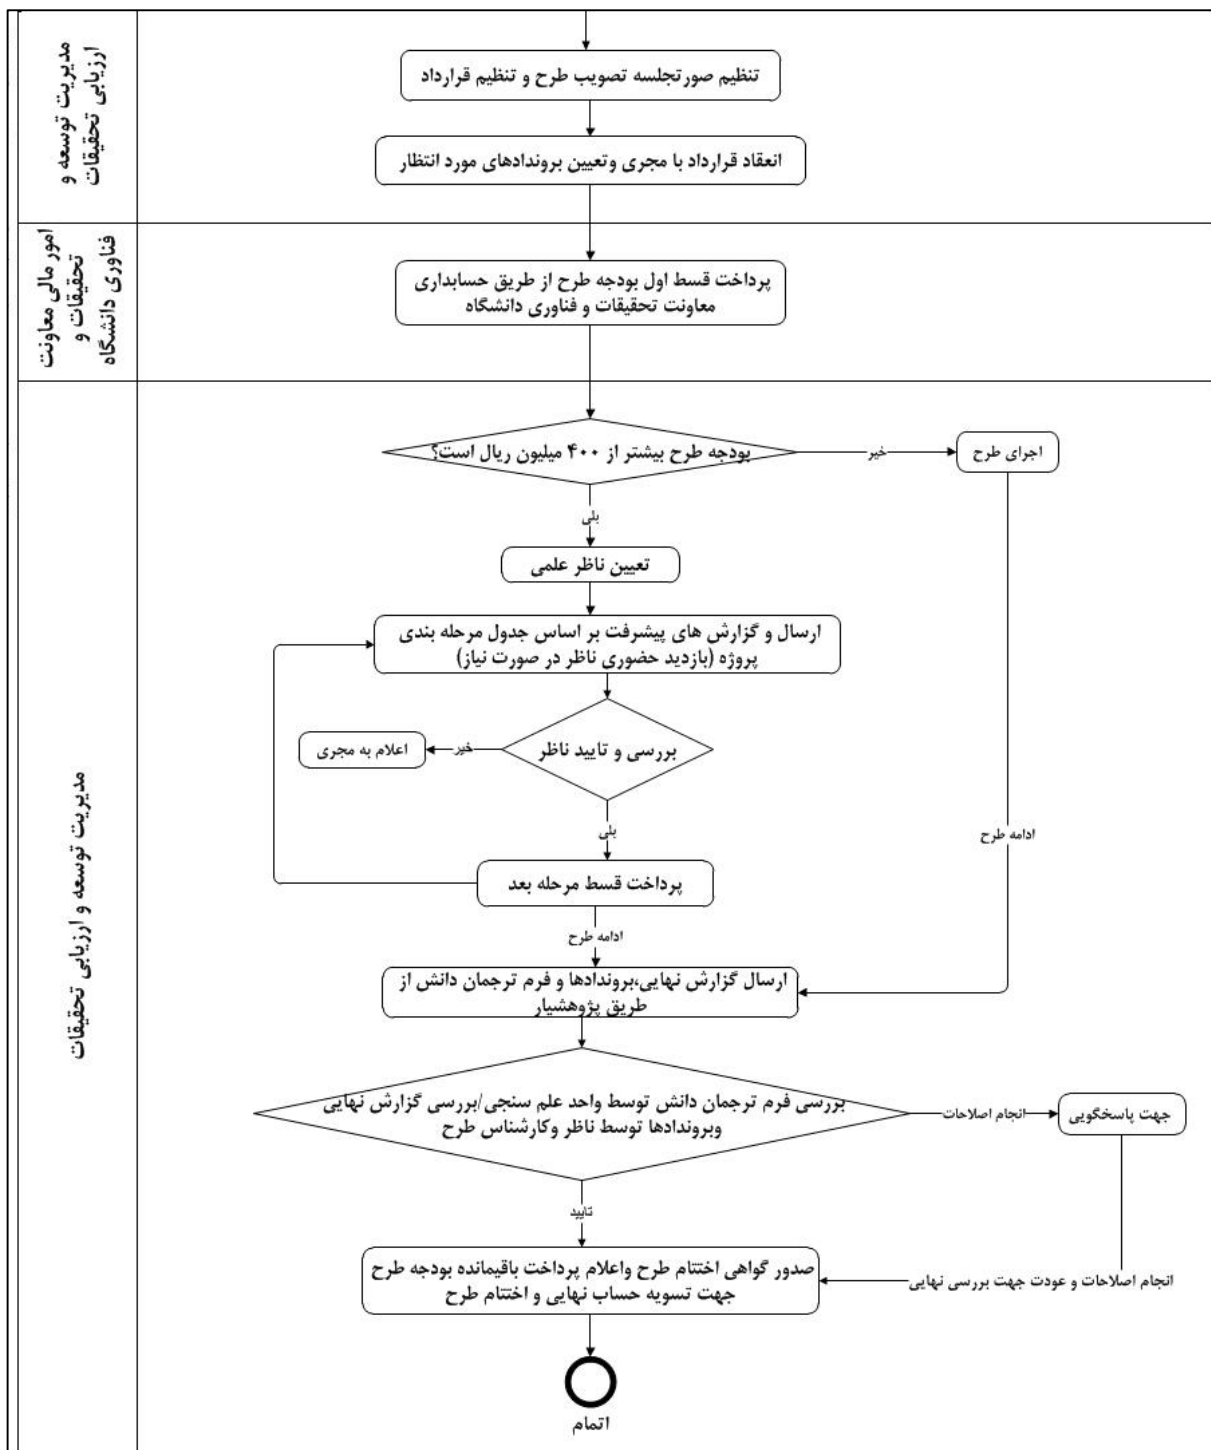 مدیریت توسعه و
ارزیابی تحقیقات
تنظیم صورتجلسه تصویب طرح و تنظیم قرارداد
انعقاد قرارداد با مجری وتعیین بروندادهای مورد انتظار
امور مالی معاونت
تحقیقات و
فناوری دانشگاه
پرداخت قسط اول بودجه طرح از طریق حسابداری
معاونت تحقیقات و فناوری دانشگاه
مدیریت توسعه و ارزیابی تحقیقات
بودجه طرح بیشتر از ۴۰۰ میلیون ریال است؟
خیر
اجرای طرح
بلی
تعیین ناظر علمی
ارسال و گزارش های پیشرفت بر اساس جدول مرحله بندی
پروژه (بازدید حضوری ناظر در صورت نیاز)
بررسی و تایید ناظر
خیر
اعلام به مجری
بلی
ادامه طرح
پرداخت قسط مرحله بعد
ادامه طرح
ارسال گزارش نهایی،بروندادها و فرم ترجمان دانش از
طریق پژوهشیار
بررسی فرم ترجمان دانش توسط واحد علم سنجی/بررسی گزارش نهایی
وبروندادها توسط ناظر وکارشناس طرح
انجام اصلاحات
جهت پاسخگویی
تایید
صدور گواهی اختتام طرح واعلام پرداخت باقیمانده بودجه طرح
جهت تسویه حساب نهایی و اختتام طرح
انجام اصلاحات و عودت جهت بررسی نهایی
اتمام